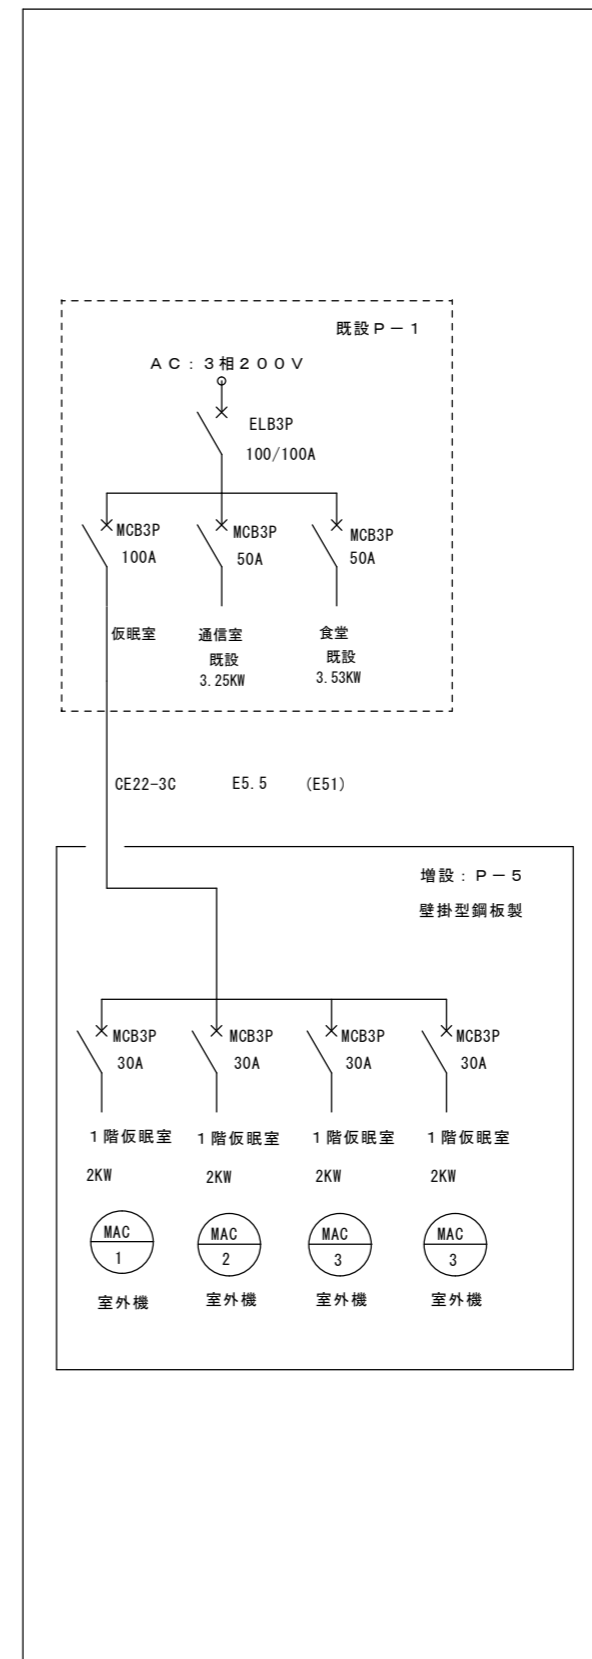 既設Ｐ－１
ＡＣ：３相２００Ｖ
ELB3P
100/100A
MCB3P
100A
MCB3P
50A
MCB3P
50A
仮眠室
通信室
既設
3.25KW
食堂
既設
3.53KW
CE22-3C E5.5 (E51)
増設：Ｐ－５
壁掛型鋼板製
MCB3P
30A
MCB3P
30A
MCB3P
30A
MCB3P
30A
１階仮眠室 １階仮眠室 １階仮眠室 １階仮眠室
2KW 2KW 2KW 2KW
MAC MAC MAC MAC
1 2 3 3
室外機 室外機 室外機 室外機